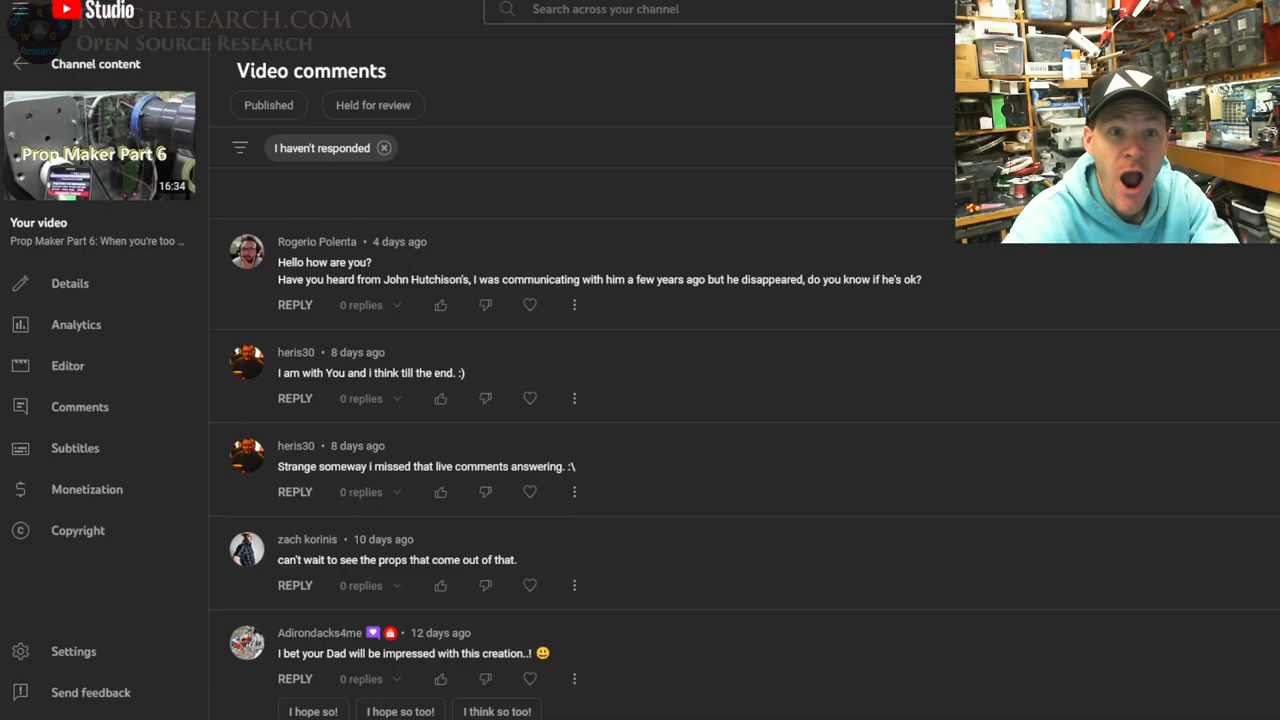 Studio
RWGresearch.com
Open Source Research
R
W
G
Research
Search across your channel
Channel content
Prop Maker Part 6
16:34
Your video
Prop Maker Part 6: When you're too ...
Details
Analytics
Editor
Comments
Subtitles
Monetization
Copyright
Settings
Send feedback
Video comments
Published
Held for review
I haven't responded
Rogerio Polenta • 4 days ago
Hello how are you?
Have you heard from John Hutchison's, I was communicating with him a few years ago but he disappeared, do you know if he's ok?
REPLY 0 replies
heris30 • 8 days ago
I am with You and i think till the end. :)
REPLY 0 replies
heris30 • 8 days ago
Strange someway i missed that live comments answering. :\
REPLY 0 replies
zach korinis • 10 days ago
can't wait to see the props that come out of that.
REPLY 0 replies
Adirondacks4me • 12 days ago
I bet your Dad will be impressed with this creation..! 😃
REPLY 0 replies
I hope so! I hope so too! I think so too!